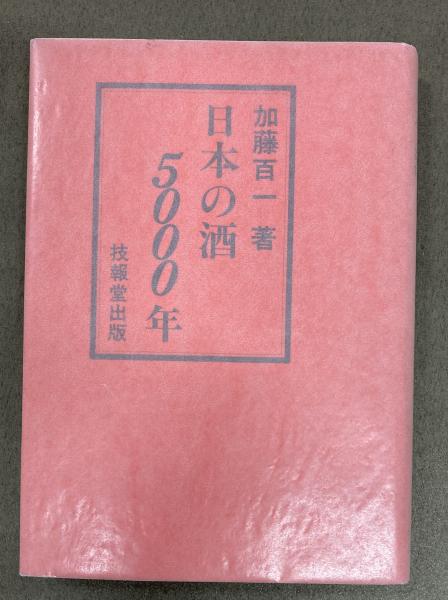 加藤百一著
日本の酒
5000年
技報堂出版